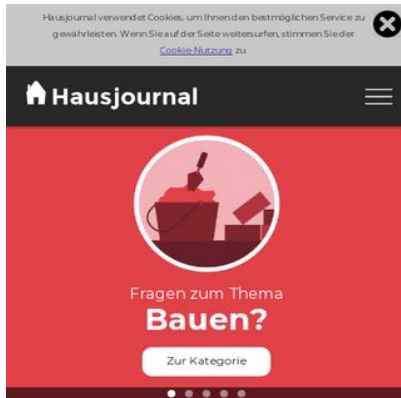 Hausjournal verwendet Cookies, um Ihnen den bestmöglichen Service zu
gewährleisten. Wenn Sie auf der Seite weitersurfen, stimmen Sie der
Cookie-Nutzung zu.
Hausjournal
Fragen zum Thema
Bauen?
Zur Kategorie